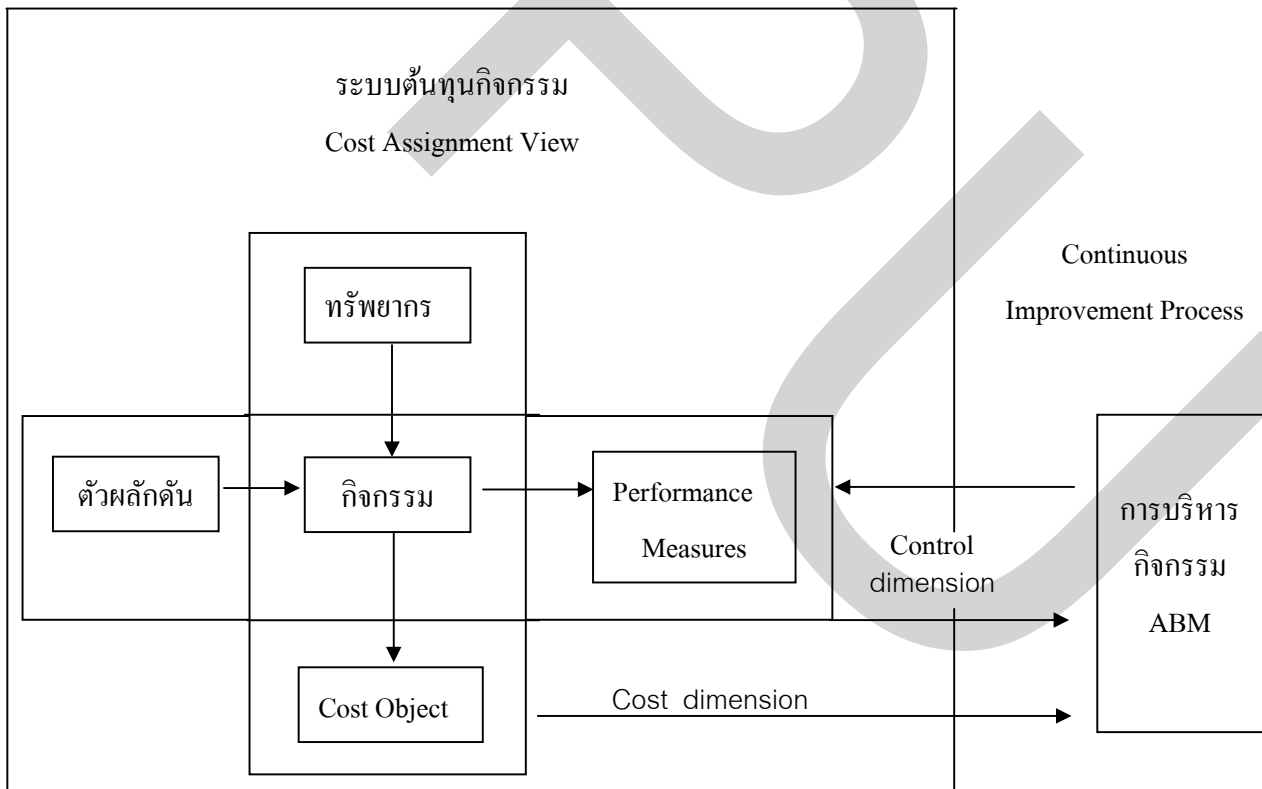 ระบบต้นทุนกิจกรรม
Cost Assignment View
Continuous
Improvement Process
ทรัพยากร
ตัวผลักดัน
กิจกรรม
Performance
Measures
Control
dimension
การบริหาร
กิจกรรม
ABM
Cost Object
Cost dimension